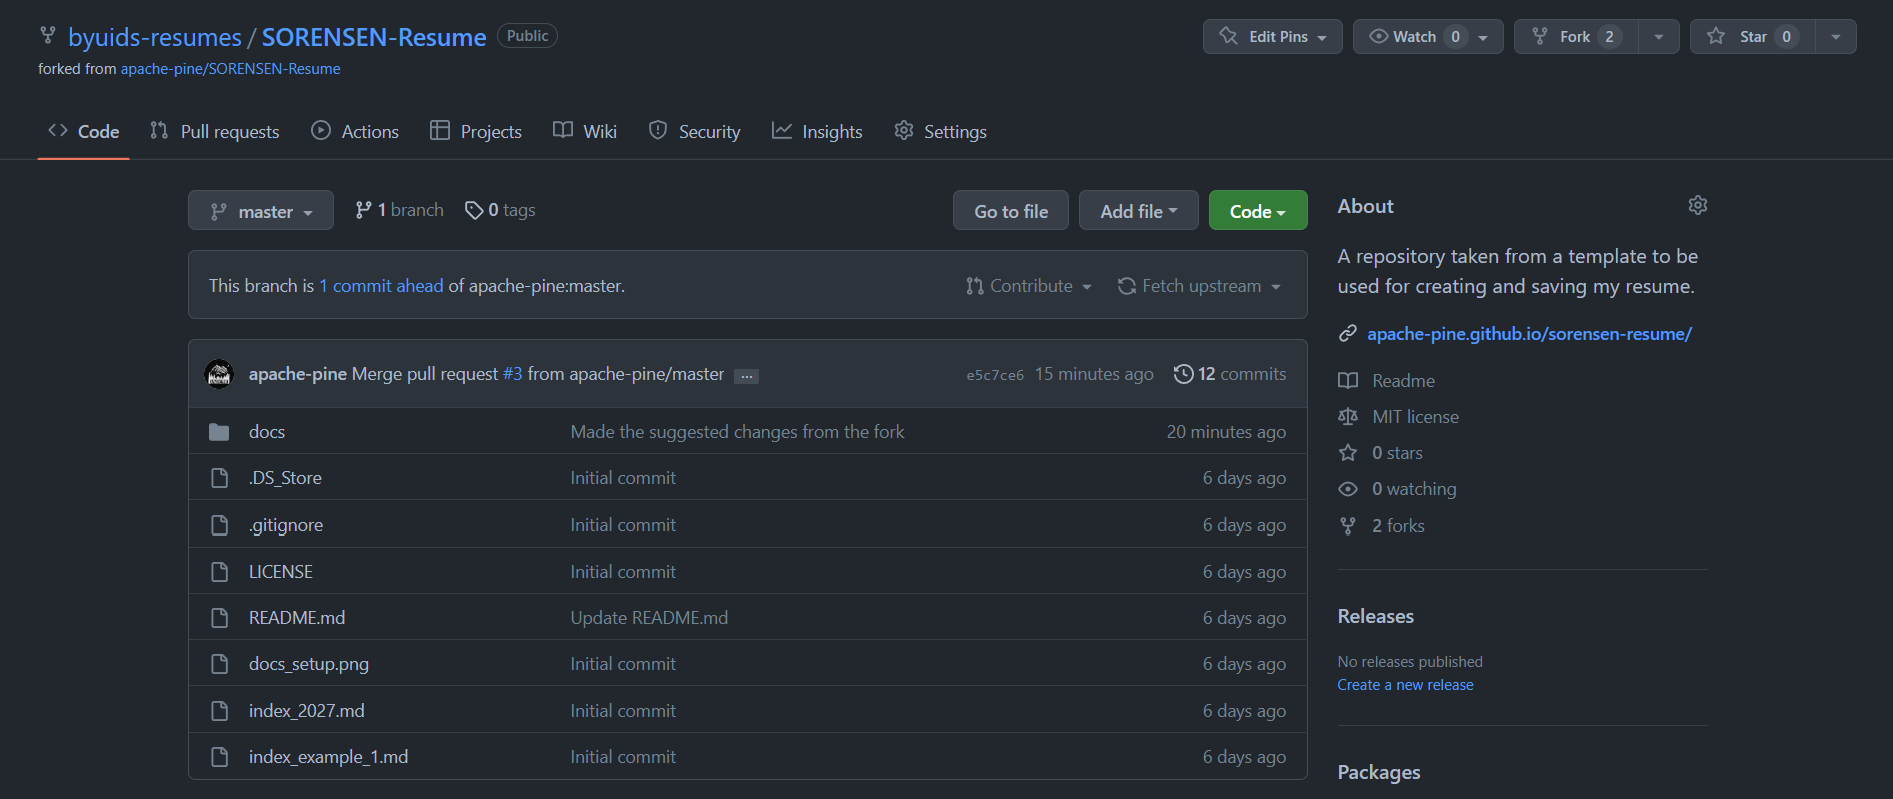 byuids-resumes / SORENSEN-Resume Public
forked from apache-pine/SORENSEN-Resume
Edit Pins Watch 0 Fork 2 Star 0
Code Pull requests Actions Projects Wiki Security Insights Settings
master 1 branch 0 tags Go to file Add file Code
This branch is 1 commit ahead of apache-pine:master. Contribute Fetch upstream
apache-pine Merge pull request #3 from apache-pine/master ... e5c7ce6 15 minutes ago 12 commits
docs Made the suggested changes from the fork 20 minutes ago
.DS_Store Initial commit 6 days ago
.gitignore Initial commit 6 days ago
LICENSE Initial commit 6 days ago
README.md Update README.md 6 days ago
docs_setup.png Initial commit 6 days ago
index_2027.md Initial commit 6 days ago
index_example_1.md Initial commit 6 days ago
About
A repository taken from a template to be
used for creating and saving my resume.
apache-pine.github.io/sorensen-resume/
Readme
MIT license
0 stars
0 watching
2 forks
Releases
No releases published
Create a new release
Packages